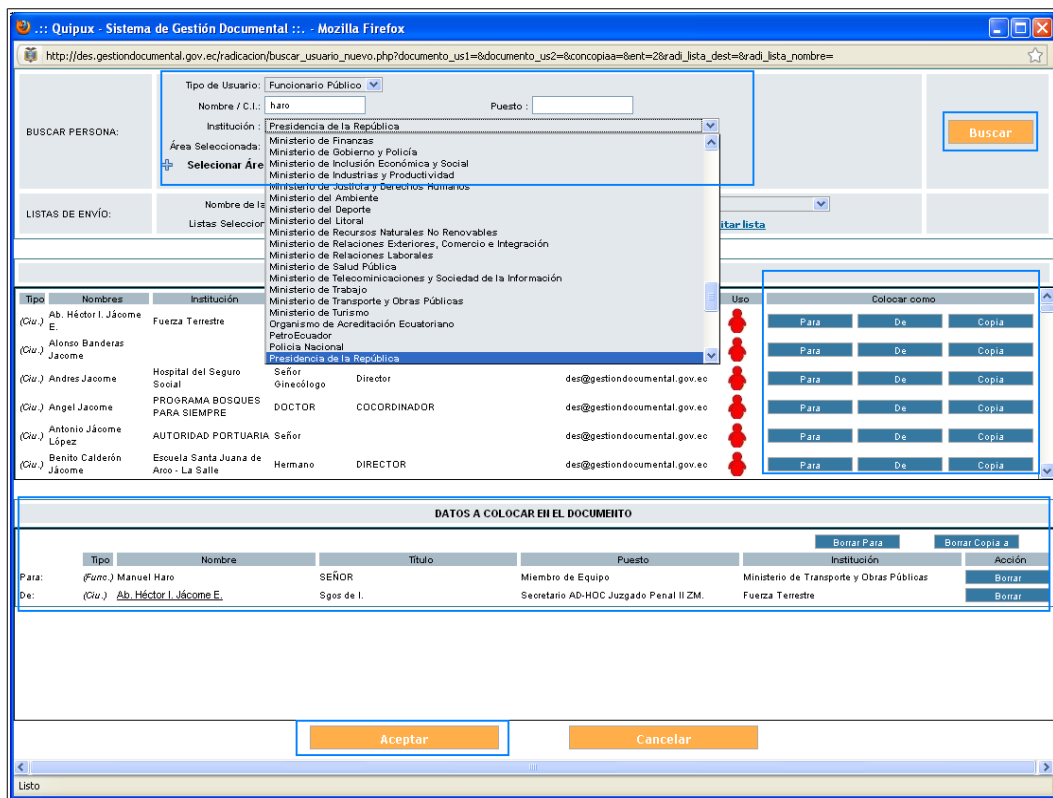 .:: Quipux - Sistema de Gestión Documental ::. - Mozilla Firefox
http://des.gestiondocumental.gov.ec/radicacion/buscar_usuario_nuevo.php?documento_us1=&documento_us2=&concopiaa=&ent=2&radi_lista_dest=&radi_lista_nombre=
Tipo de Usuario: Funcionario Público
BUSCAR PERSONA:
Nombre / C.I.: haro Puesto :
Institución : Presidencia de la República
Buscar
Área Seleccionada:
Selecionar Áre
Ministerio de Finanzas
Ministerio de Gobierno y Policía
Ministerio de Inclusión Económica y Social
Ministerio de Industrias y Productividad
Ministerio de Justicia y Derechos Humanos
Ministerio del Ambiente
Ministerio del Deporte
Ministerio del Litoral
Ministerio de Recursos Naturales No Renovables
Ministerio de Relaciones Exteriores, Comercio e Integración
Ministerio de Relaciones Laborales
Ministerio de Salud Pública
Ministerio de Telecominicaciones y Sociedad de la Información
Ministerio de Trabajo
Ministerio de Transporte y Obras Públicas
Ministerio de Turismo
Organismo de Acreditación Ecuatoriano
PetroEcuador
Policia Nacional
Presidencia de la República
LISTAS DE ENVÍO:
Nombre de la
Listas Seleccior itar lista
Tipo Nombres Institución Uso Colocar como
(Ciu.) Ab. Héctor I. Jácome E. Fuerza Terrestre Para De Copia
(Ciu.) Alonso Banderas Jacome Para De Copia
(Ciu.) Andres Jacome Hospital del Seguro Social Señor Ginecólogo Director des@gestiondocumental.gov.ec Para De Copia
(Ciu.) Angel Jacome PROGRAMA BOSQUES PARA SIEMPRE DOCTOR COCORDINADOR des@gestiondocumental.gov.ec Para De Copia
(Ciu.) Antonio Jácome López AUTORIDAD PORTUARIA Señor des@gestiondocumental.gov.ec Para De Copia
(Ciu.) Benito Calderón Jácome Escuela Santa Juana de Arco - La Salle Hermano DIRECTOR des@gestiondocumental.gov.ec Para De Copia
DATOS A COLOCAR EN EL DOCUMENTO
Borrar Para Borrar Copia a
Tipo Nombre Título Puesto Institución Acción
Para: (Func.) Manuel Haro SEÑOR Miembro de Equipo Ministerio de Transporte y Obras Públicas Borrar
De: (Ciu.) Ab. Héctor I. Jácome E. Sgos de I. Secretario AD-HOC Juzgado Penal II ZM. Fuerza Terrestre Borrar
Aceptar Cancelar
Listo